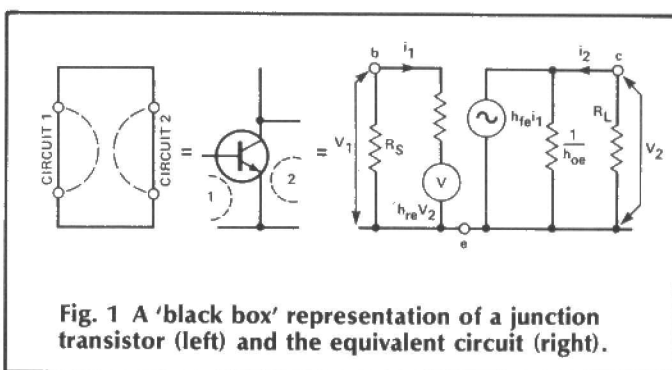 CIRCUIT 1
CIRCUIT 2
=
1
2
=
b
i1
V1
RS
V
hreV2
e
hfei1
1
hoe
i2
c
RL
V2
Fig. 1 A 'black box' representation of a junction
transistor (left) and the equivalent circuit (right).